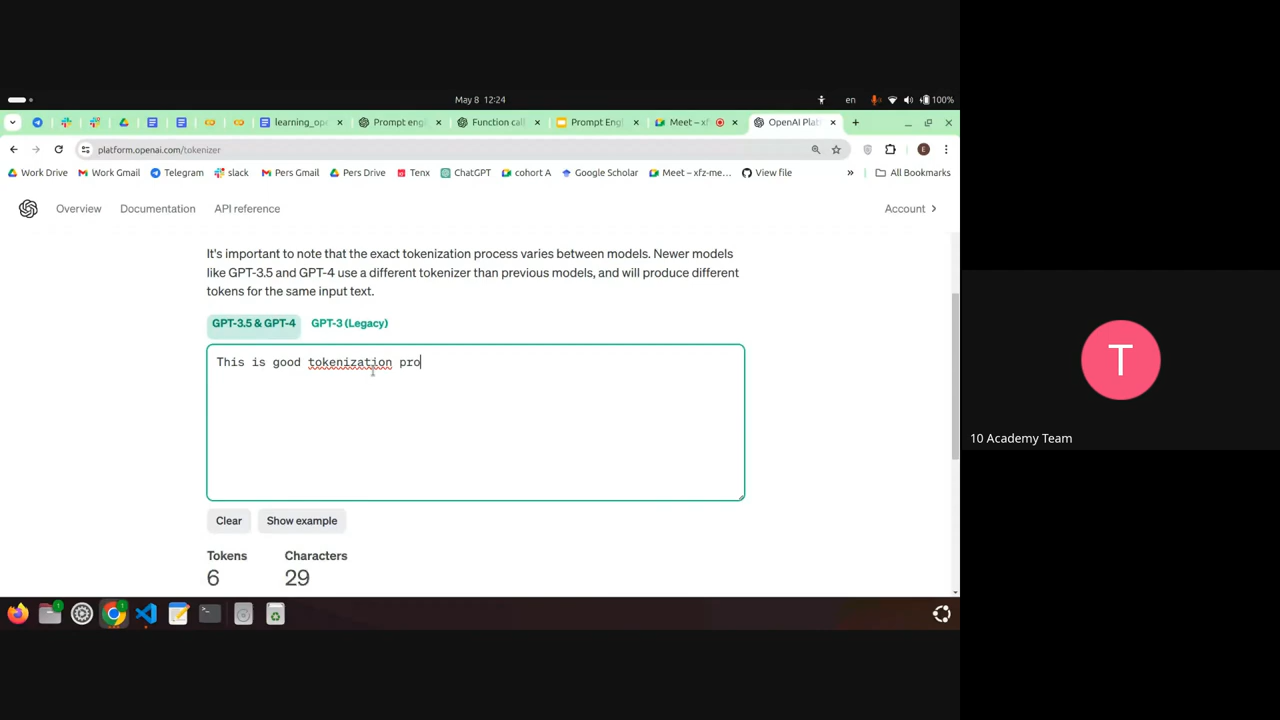 May 8 12:24
en
100%
learning_ope
Prompt engi
Function call
Prompt Engi
Meet – xf
OpenAI Plat
platform.openai.com/tokenizer
E
Work Drive
Work Gmail
Telegram
slack
Pers Gmail
Pers Drive
Tenx
ChatGPT
cohort A
Google Scholar
Meet – xfz-me...
View file
»
All Bookmarks
Overview
Documentation
API reference
Account
It's important to note that the exact tokenization process varies between models. Newer models
like GPT-3.5 and GPT-4 use a different tokenizer than previous models, and will produce different
tokens for the same input text.
GPT-3.5 & GPT-4
GPT-3 (Legacy)
This is good tokenization pro
Clear
Show example
Tokens
Characters
6
29
T
10 Academy Team